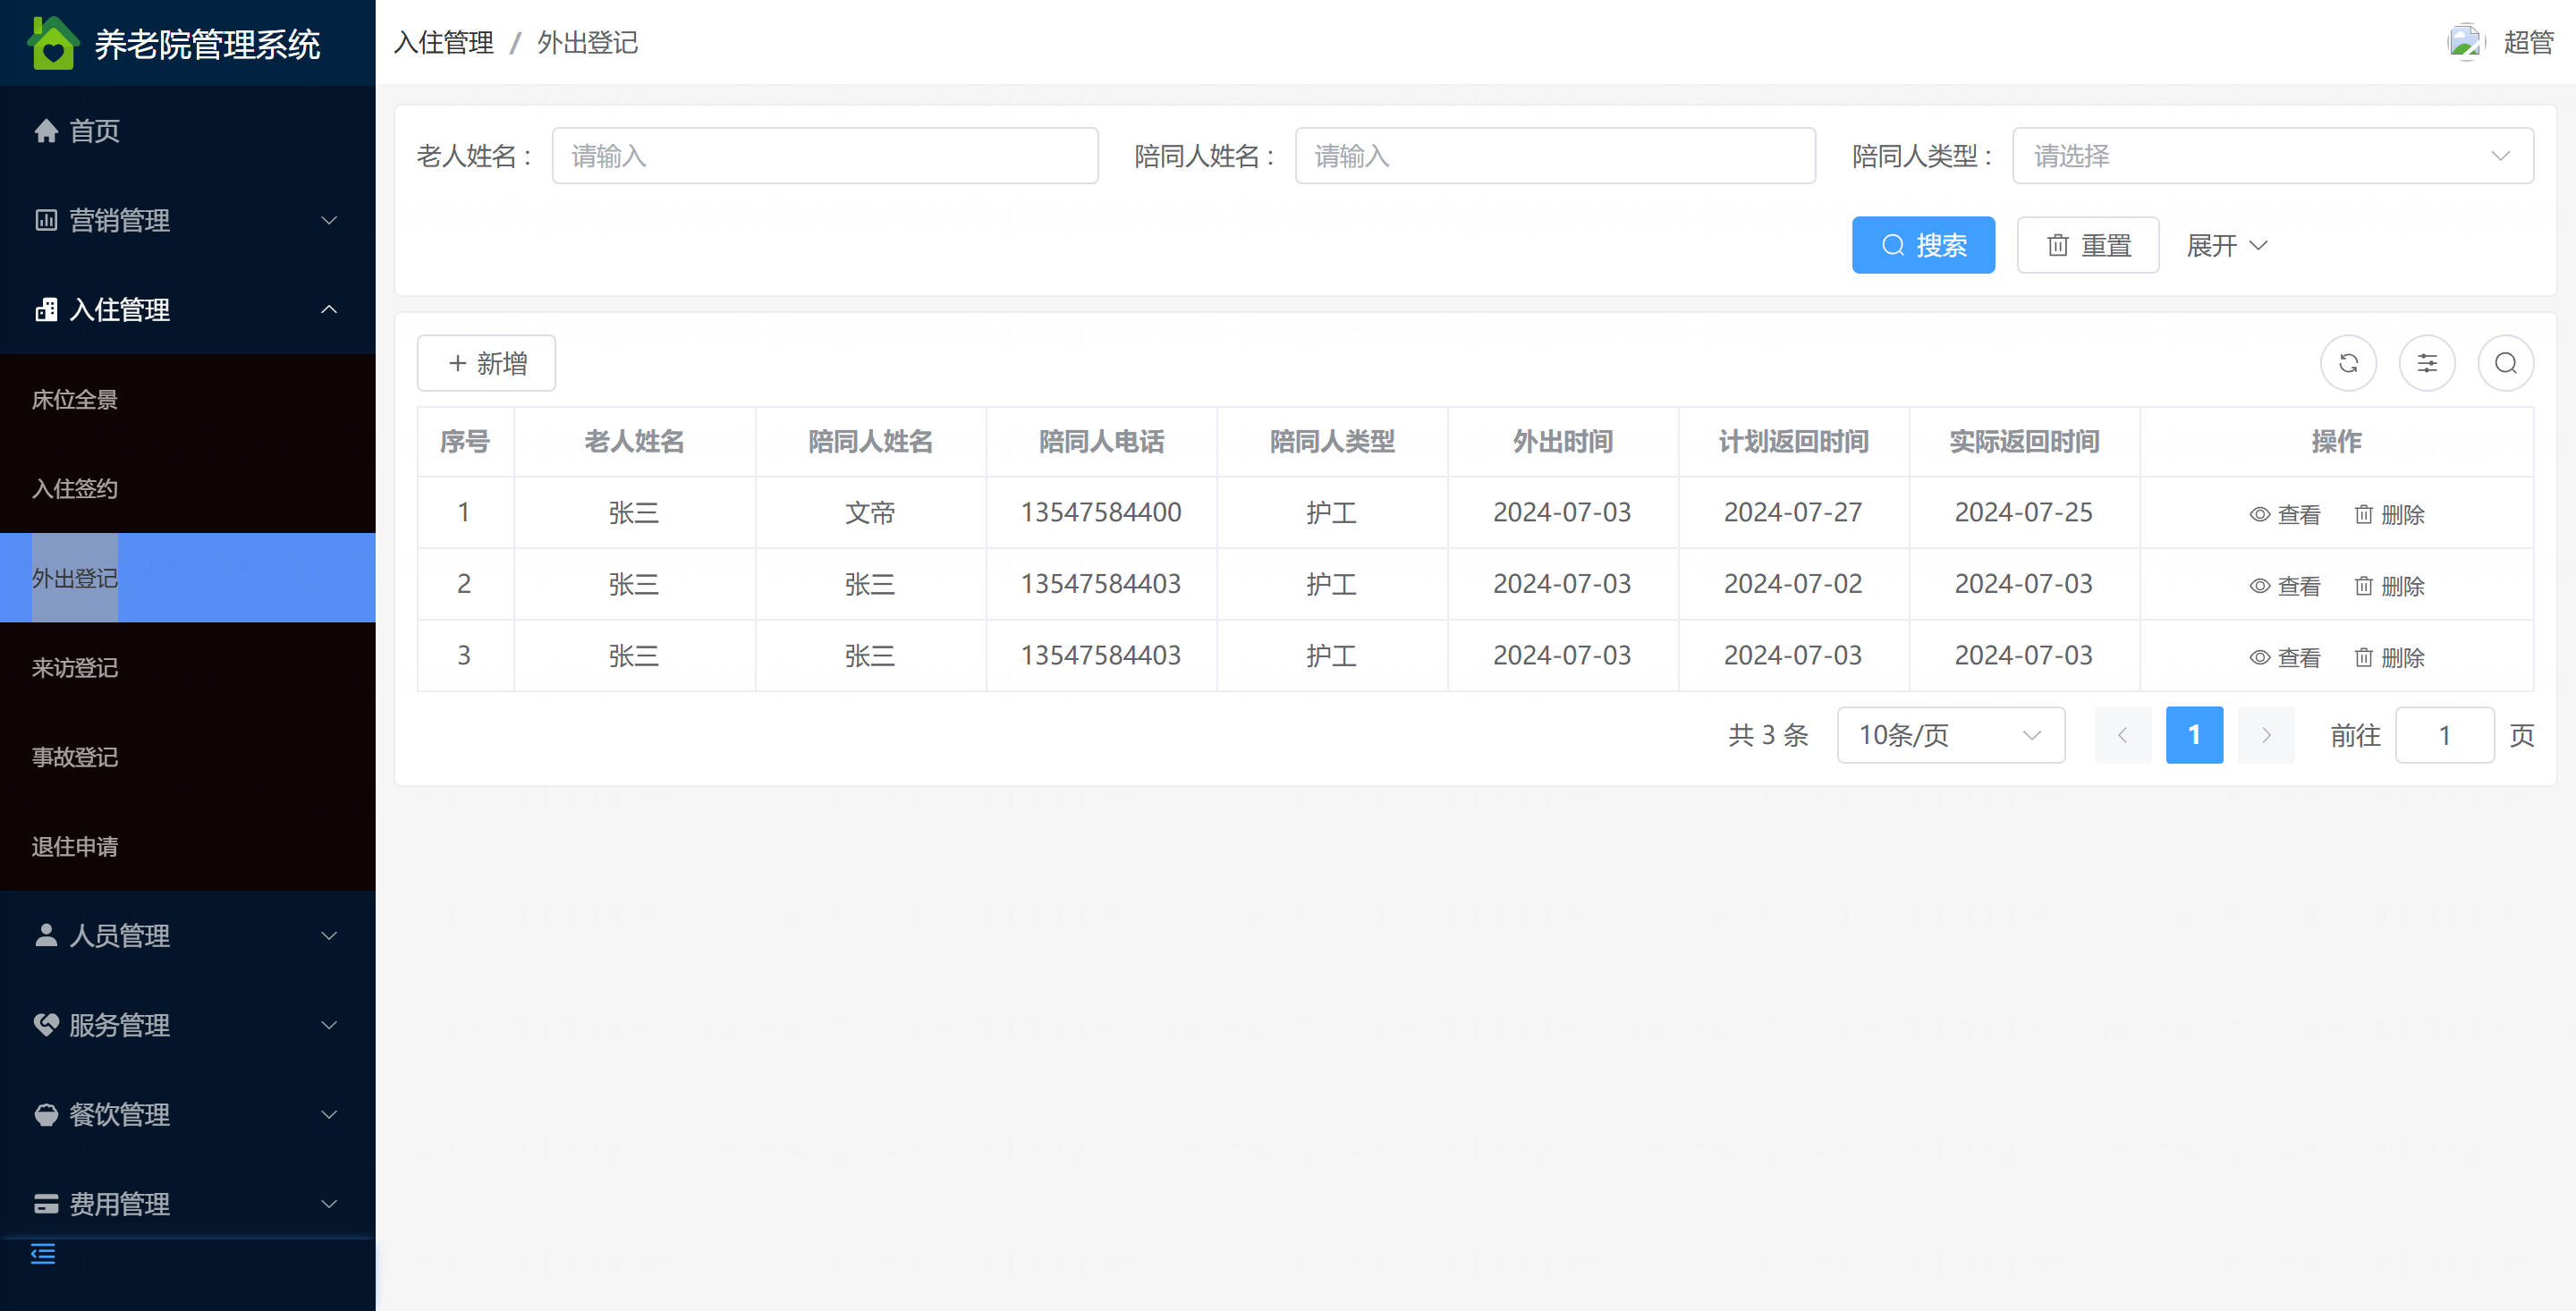 养老院管理系统
首页
营销管理
入住管理
床位全景
入住签约
外出登记
来访登记
事故登记
退住申请
人员管理
服务管理
餐饮管理
费用管理
入住管理 / 外出登记
超管
老人姓名： 请输入 陪同人姓名： 请输入 陪同人类型： 请选择
搜索 重置 展开
新增
序号 老人姓名 陪同人姓名 陪同人电话 陪同人类型 外出时间 计划返回时间 实际返回时间 操作
1 张三 文帝 13547584400 护工 2024-07-03 2024-07-27 2024-07-25 查看 删除
2 张三 张三 13547584403 护工 2024-07-03 2024-07-02 2024-07-03 查看 删除
3 张三 张三 13547584403 护工 2024-07-03 2024-07-03 2024-07-03 查看 删除
共 3 条 10条/页 1 前往 1 页